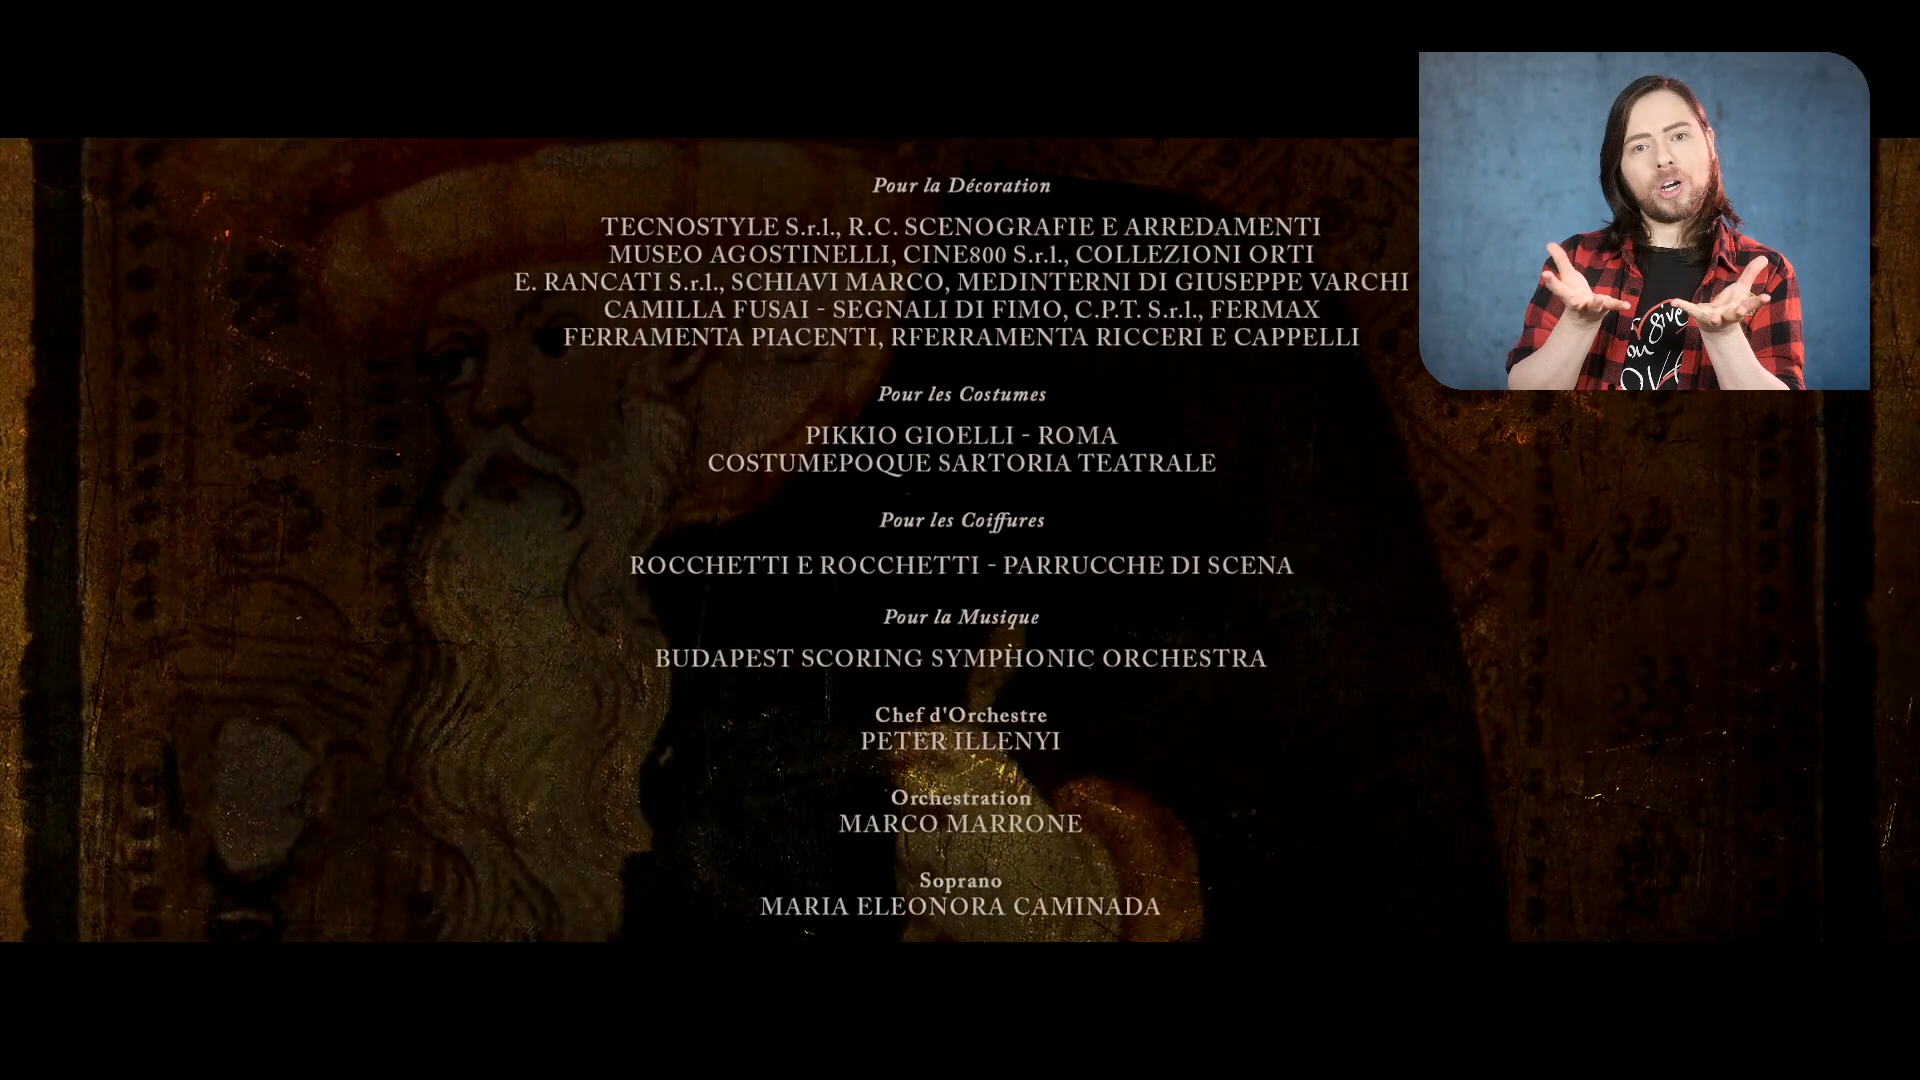 Pour la Décoration
TECNOSTYLE S.r.l., R.C. SCENOGRAFIE E ARREDAMENTI
MUSEO AGOSTINELLI, CINE800 S.r.l., COLLEZIONI ORTI
E. RANCATI S.r.l., SCHIAVI MARCO, MEDINTERNI DI GIUSEPPE VARCHI
CAMILLA FUSAI - SEGNALI DI FIMO, C.P.T. S.r.l., FERMAX
FERRAMENTA PIACENTI, RFERRAMENTA RICCERI E CAPPELLI
Pour les Costumes
PIKKIO GIOELLI - ROMA
COSTUMEPOQUE SARTORIA TEATRALE
Pour les Coiffures
ROCCHETTI E ROCCHETTI - PARRUCCHE DI SCENA
Pour la Musique
BUDAPEST SCORING SYMPHONIC ORCHESTRA
Chef d'Orchestre
PETER ILLENYI
Orchestration
MARCO MARRONE
Soprano
MARIA ELEONORA CAMINADA
give